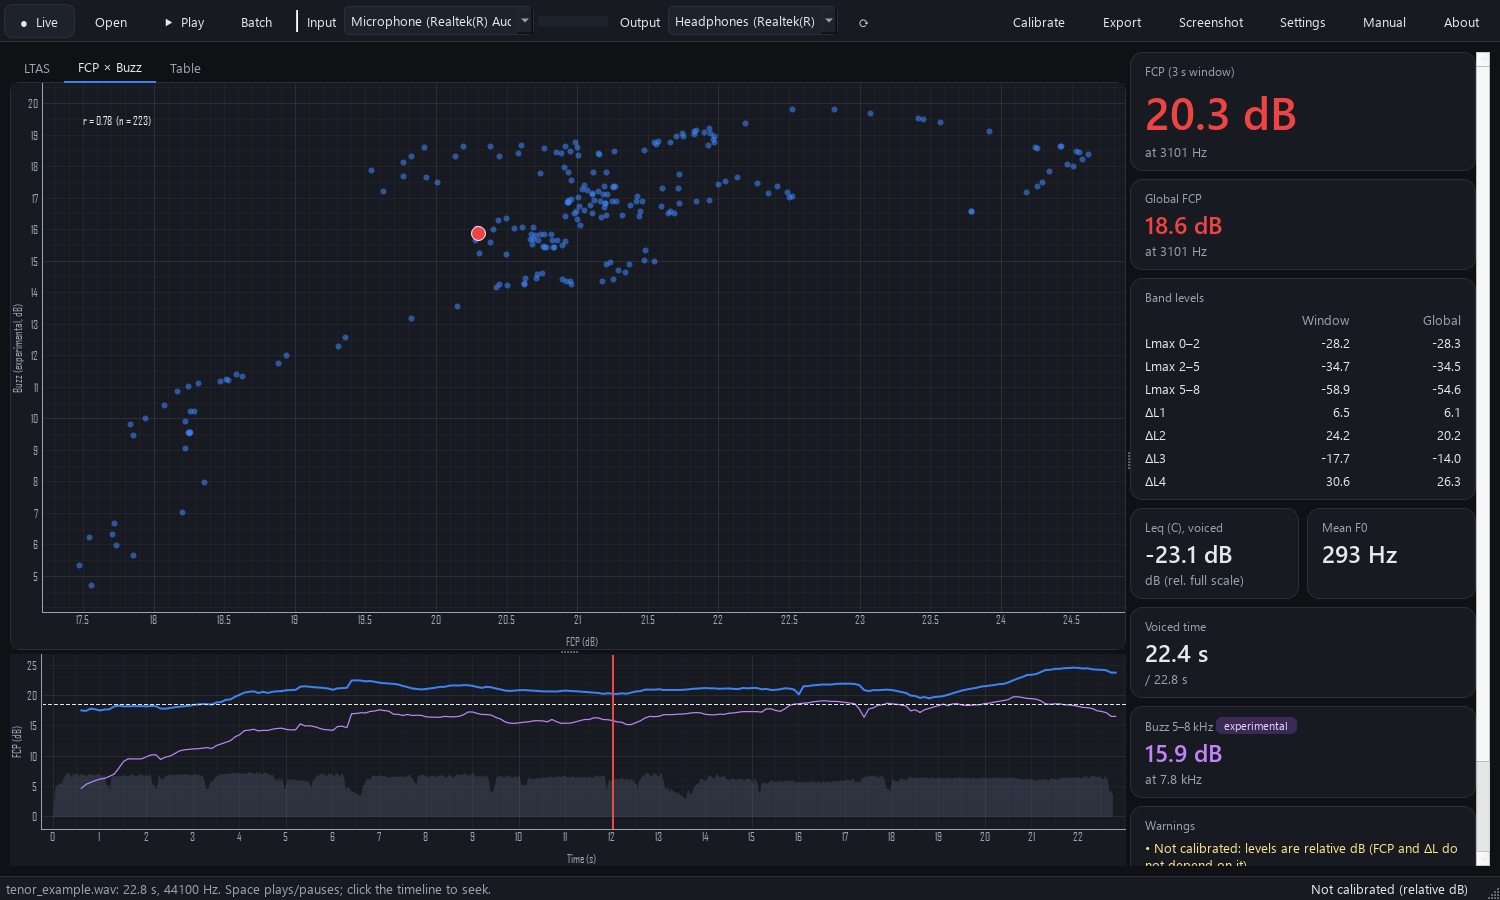 ● Live
Open
▶ Play
Batch
Input
Microphone (Realtek(R) Auc
Output
Headphones (Realtek(R)
⟳
Calibrate
Export
Screenshot
Settings
Manual
About
LTAS
FCP × Buzz
Table
r = 0.78 (n = 223)
20
19
18
17
16
15
14
13
12
11
10
9
8
7
6
5
Buzz (experimental, dB)
17.5
18
18.5
19
19.5
20
20.5
21
21.5
22
22.5
23
23.5
24
24.5
FCP (dB)
25
20
15
10
5
0
FCP (dB)
0
1
2
3
4
5
6
7
8
9
10
11
12
13
14
15
16
17
18
19
20
21
22
Time (s)
FCP (3 s window)
20.3 dB
at 3101 Hz
Global FCP
18.6 dB
at 3101 Hz
Band levels
Window Global
Lmax 0–2 -28.2 -28.3
Lmax 2–5 -34.7 -34.5
Lmax 5–8 -58.9 -54.6
ΔL1 6.5 6.1
ΔL2 24.2 20.2
ΔL3 -17.7 -14.0
ΔL4 30.6 26.3
Leq (C), voiced
-23.1 dB
dB (rel. full scale)
Mean F0
293 Hz
Voiced time
22.4 s
/ 22.8 s
Buzz 5–8 kHz experimental
15.9 dB
at 7.8 kHz
Warnings
• Not calibrated: levels are relative dB (FCP and ΔL do
not depend on it)
tenor_example.wav: 22.8 s, 44100 Hz. Space plays/pauses; click the timeline to seek.
Not calibrated (relative dB)